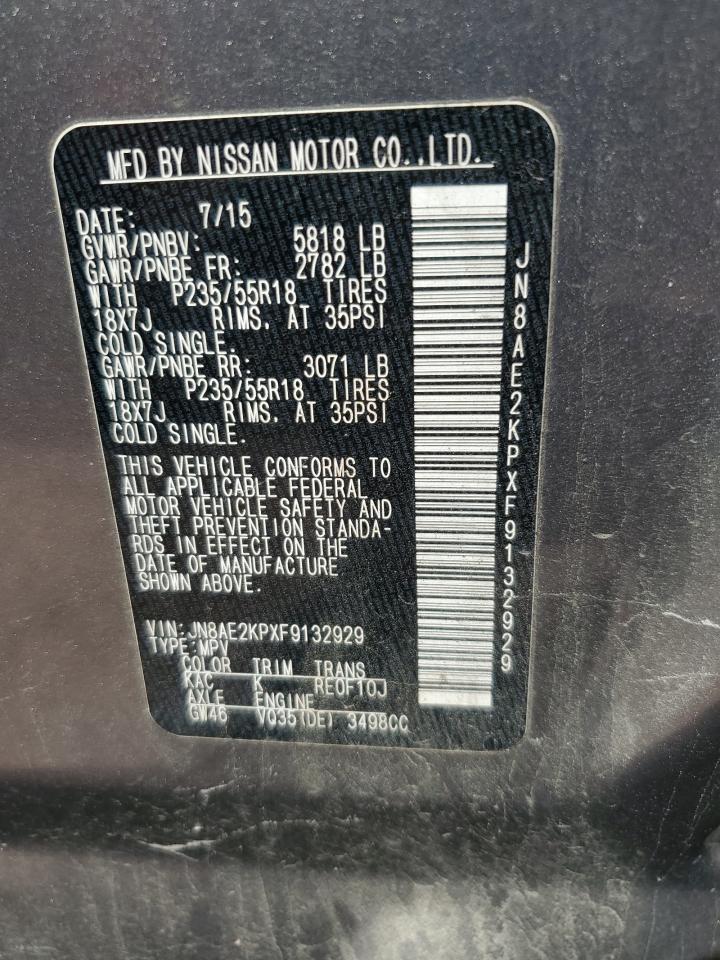 MFD BY NISSAN MOTOR CO.,LTD.
DATE: 7/15
GVWR/PNBV: 5818 LB
GAWR/PNBE FR: 2782 LB
WITH P235/55R18 TIRES
18X7J RIMS, AT 35PSI
COLD SINGLE.
GAWR/PNBE RR: 3071 LB
WITH P235/55R18 TIRES
18X7J RIMS, AT 35PSI
COLD SINGLE.
THIS VEHICLE CONFORMS TO
ALL APPLICABLE FEDERAL
MOTOR VEHICLE SAFETY AND
THEFT PREVENTION STANDA-
RDS IN EFFECT ON THE
DATE OF MANUFACTURE
SHOWN ABOVE.
VIN:JN8AE2KPXF9132929
TYPE:MPV
COLOR TRIM TRANS
KAC K RE0F10J
AXLE ENGINE
GW46 VQ35(DE) 3498CC
JN8AE2KPXF9132929